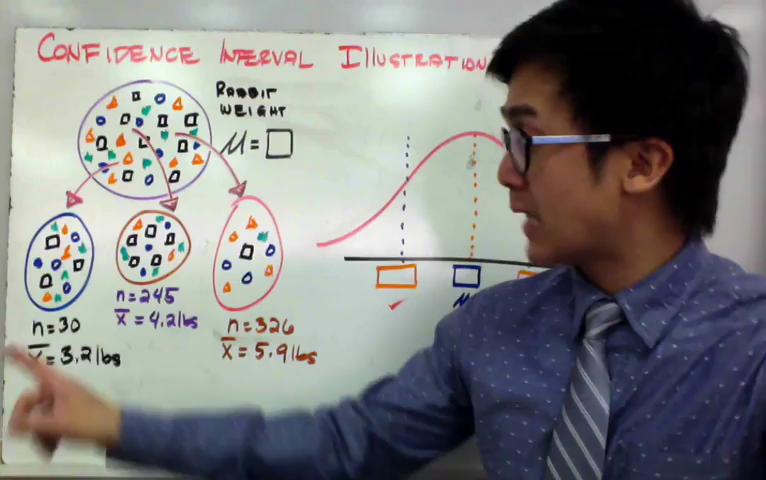 CONFIDENCE INTERVAL ILLUSTRATION
RABBIT
WEIGHT
μ = □
n=30
x̄ = 3.2 lbs
n=245
x̄ = 4.2 lbs
n=326
x̄ = 5.9 lbs
μ